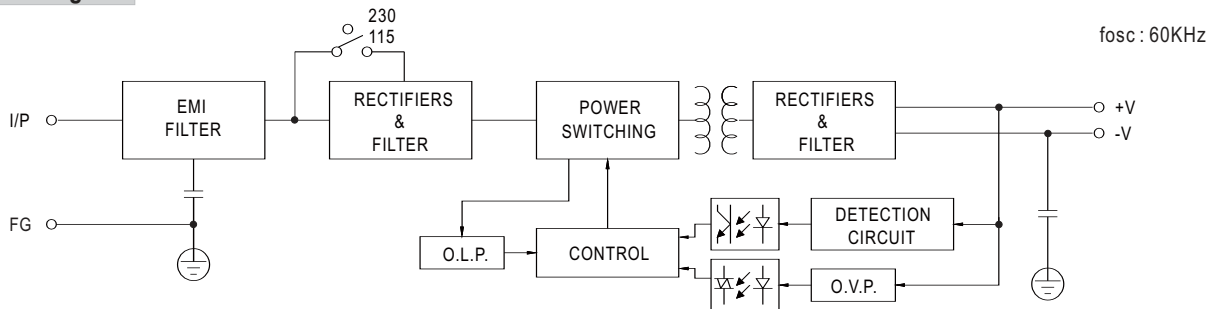 230
115
fosc : 60KHz
I/P
EMI
FILTER
RECTIFIERS
&
FILTER
POWER
SWITCHING
RECTIFIERS
&
FILTER
+V
-V
FG
O.L.P.
CONTROL
DETECTION
CIRCUIT
O.V.P.